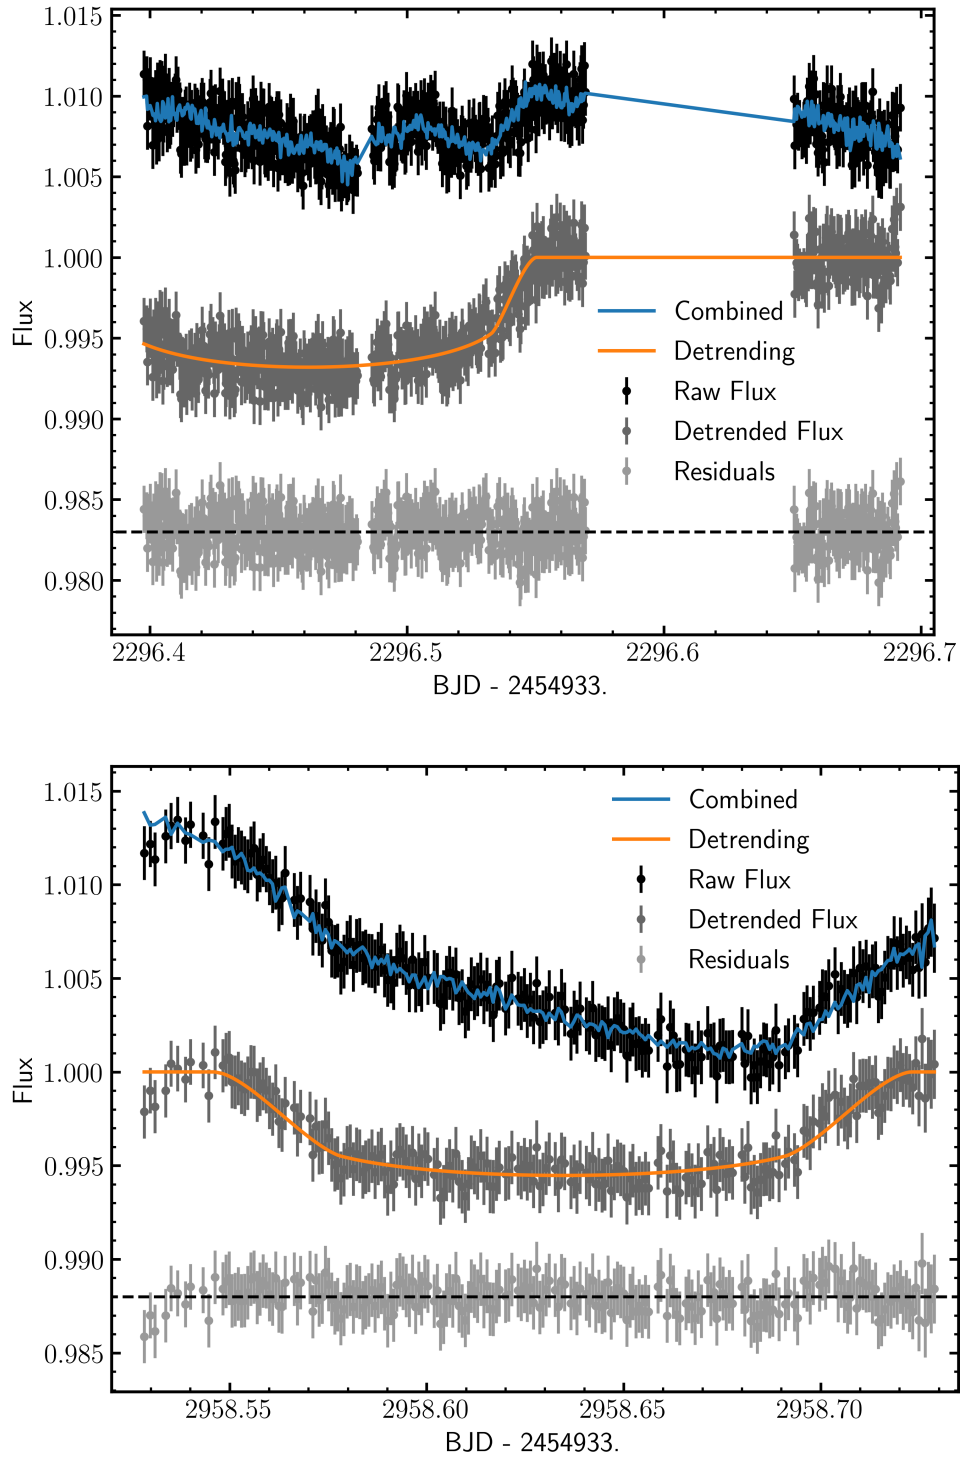 1.015
1.010
1.005
1.000
0.995
0.990
0.985
0.980
Flux
Combined
Detrending
Raw Flux
Detrended Flux
Residuals
2296.4 2296.5 2296.6 2296.7
BJD - 2454933.
1.015
1.010
1.005
1.000
0.995
0.990
0.985
Flux
Combined
Detrending
Raw Flux
Detrended Flux
Residuals
2958.55 2958.60 2958.65 2958.70
BJD - 2454933.